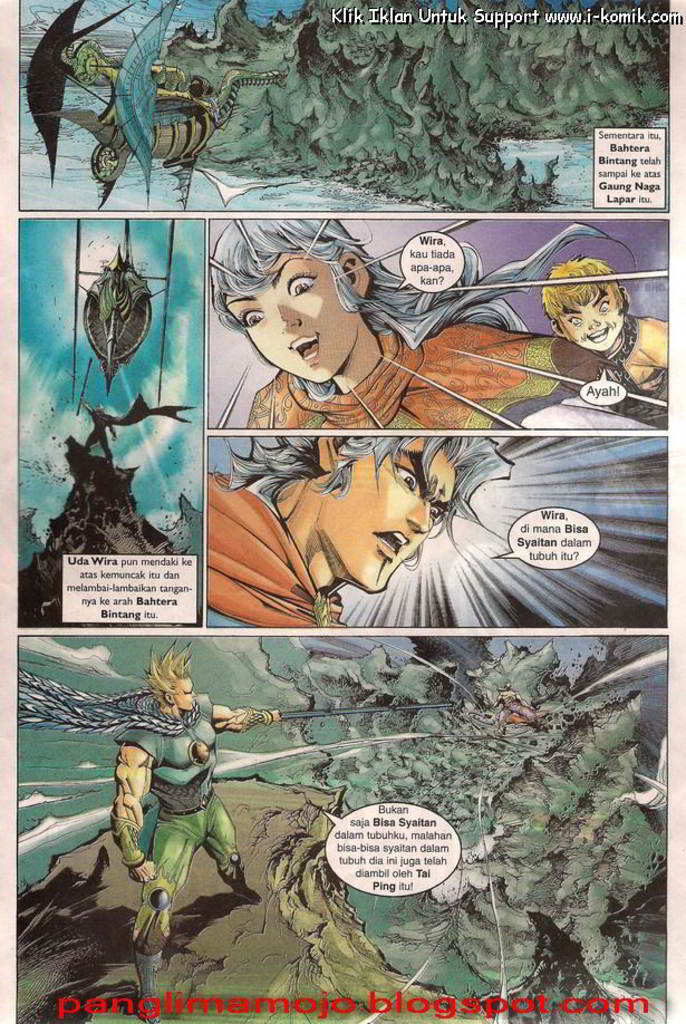 Klik Iklan Untuk Support www.i-komik.com
Sementara itu,
Bahtera
Bintang telah
sampai ke atas
Gaung Naga
Lapar itu.
Wira,
kau tiada
apa-apa,
kan?
Ayah!
Uda Wira pun mendaki ke
atas kemuncak itu dan
melambai-lambaikan tangan-
nya ke arah Bahtera
Bintang itu.
Wira,
di mana Bisa
Syaitan dalam
tubuh itu?
Bukan
saja Bisa Syaitan
dalam tubuhku, malahan
bisa-bisa syaitan dalam
tubuh dia ini juga telah
diambil oleh Tai
Ping itu!
panglimamojo.blogspot.com